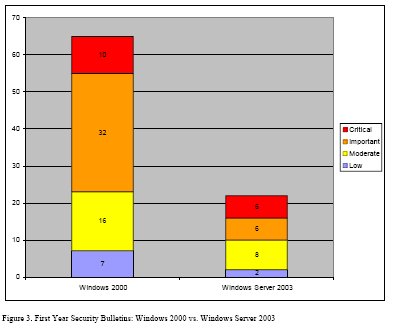 70
60
50
40
30
20
10
0
10
32
16
7
6
6
8
2
Windows 2000
Windows Server 2003
Critical
Important
Moderate
Low
Figure 3. First Year Security Bulletins: Windows 2000 vs. Windows Server 2003